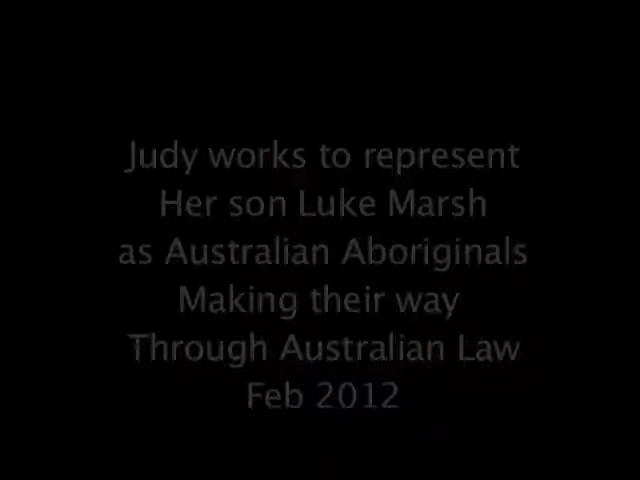 Judy works to represent
Her son Luke Marsh
as Australian Aboriginals
Making their way
Through Australian Law
Feb 2012